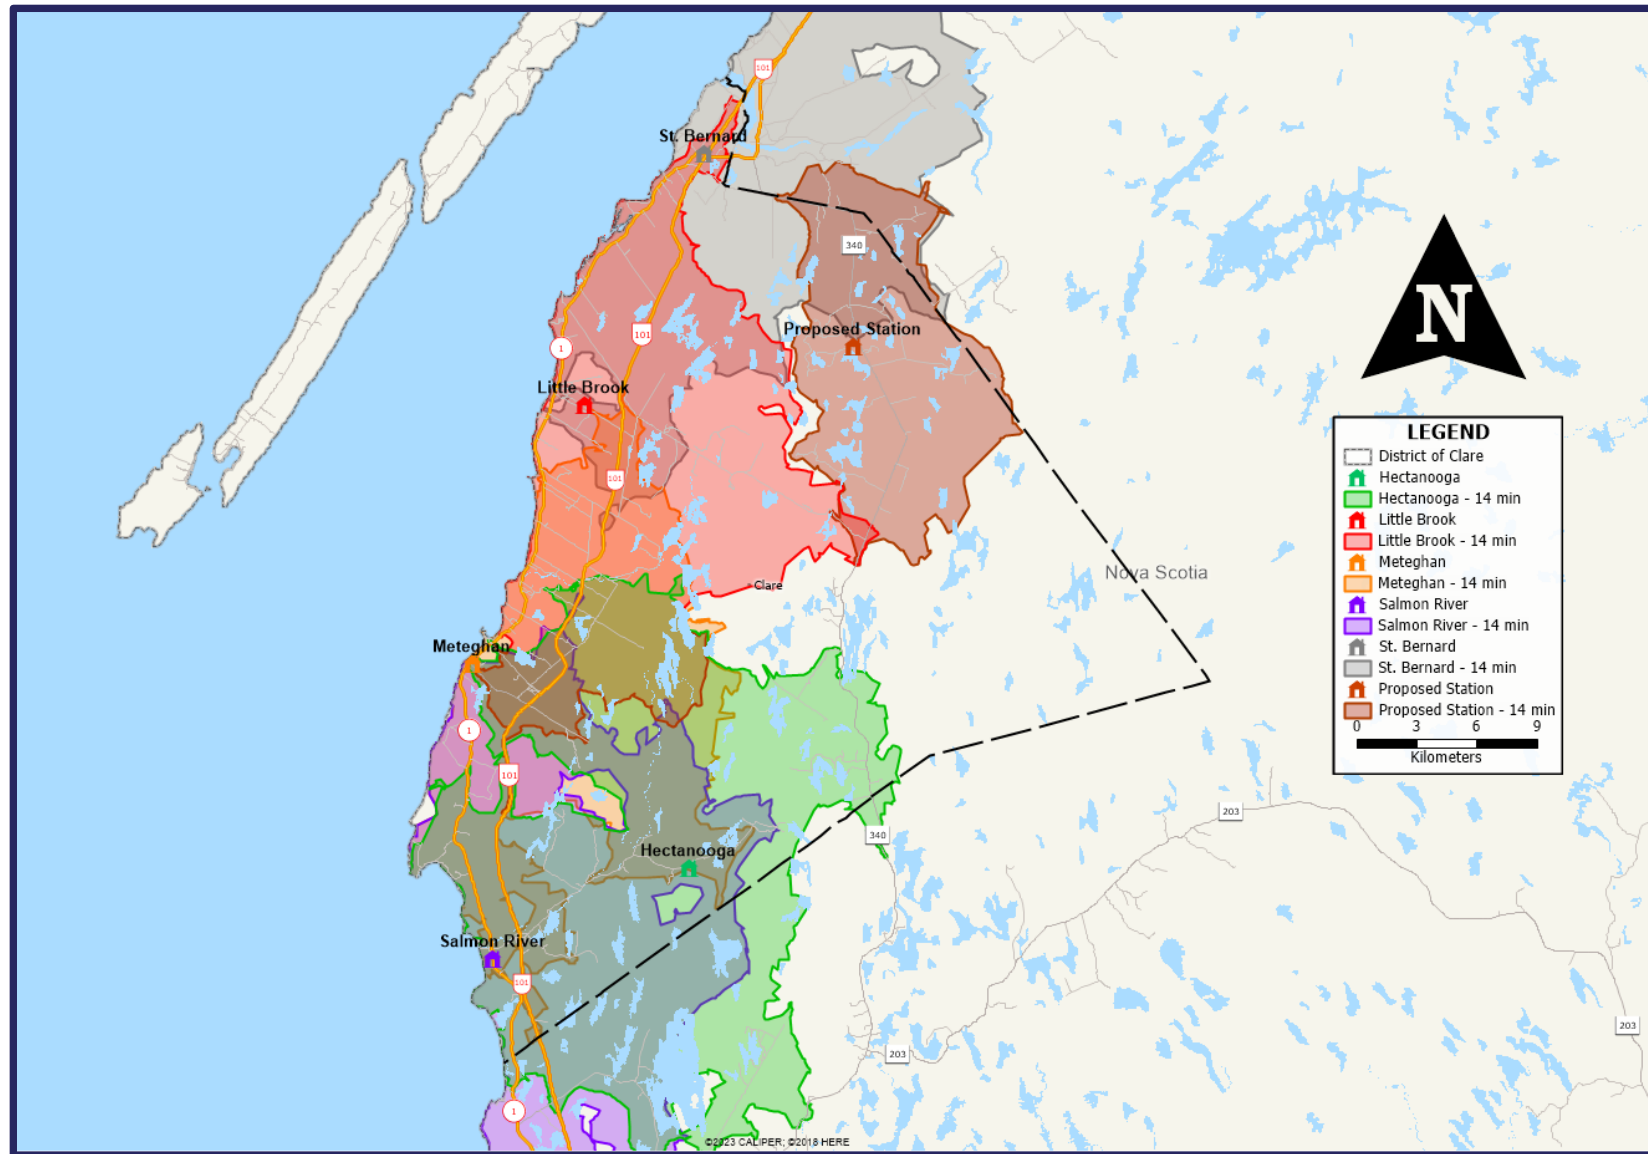 101
St. Bernard
340
Proposed Station
N
101
1
Little Brook
LEGEND
District of Clare
Hectanooga
Hectanooga - 14 min
Little Brook
Little Brook - 14 min
Meteghan
Meteghan - 14 min
Salmon River
Salmon River - 14 min
St. Bernard
St. Bernard - 14 min
Proposed Station
Proposed Station - 14 min
0 3 6 9
Kilometers
101
Nova Scotia
Clare
Meteghan
1
101
203
340
Hectanooga
Salmon River
101
203
203
1
©2023 CALIPER; ©2018 HERE